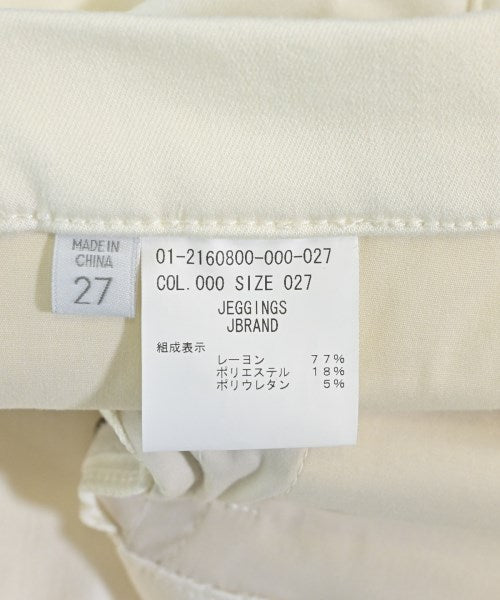 MADE IN
CHINA
27
01-2160800-000-027
COL.000 SIZE 027
JEGGINGS
JBRAND
組成表示
レーヨン 77%
ポリエステル 18%
ポリウレタン 5%